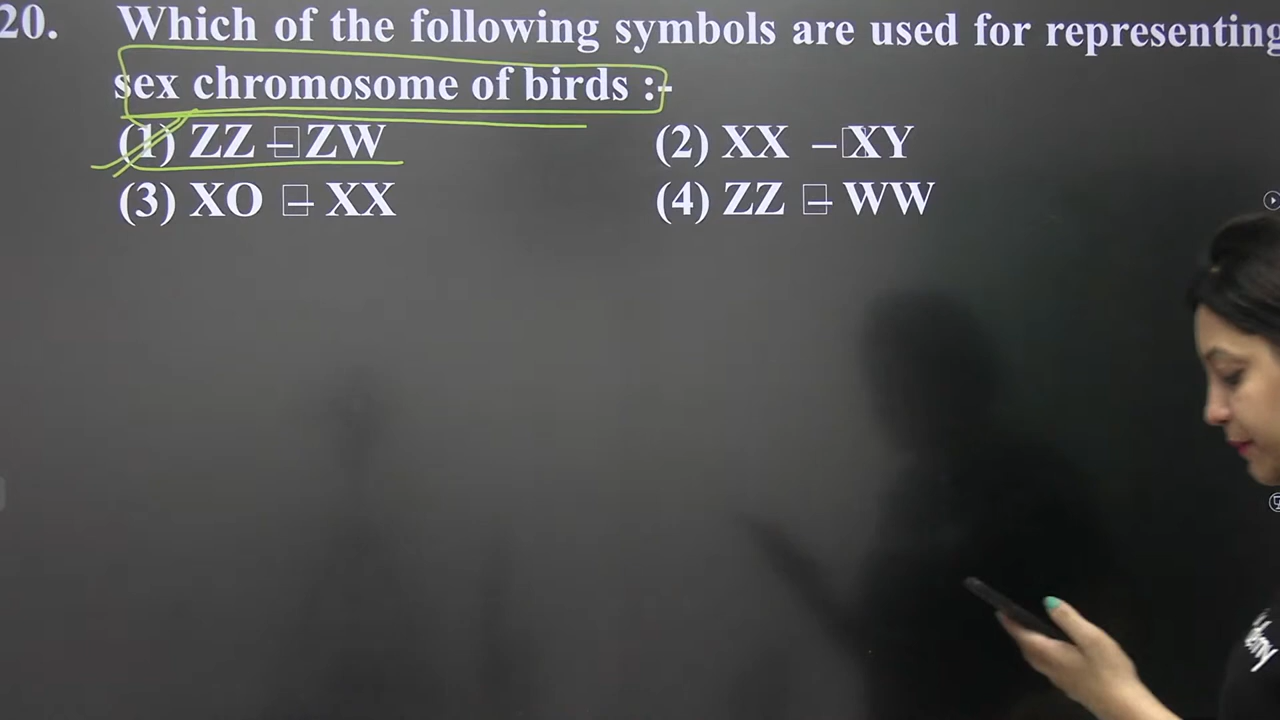 20. Which of the following symbols are used for representing
sex chromosome of birds :-
(1) ZZ – ZW (2) XX – XY
(3) XO – XX (4) ZZ – WW